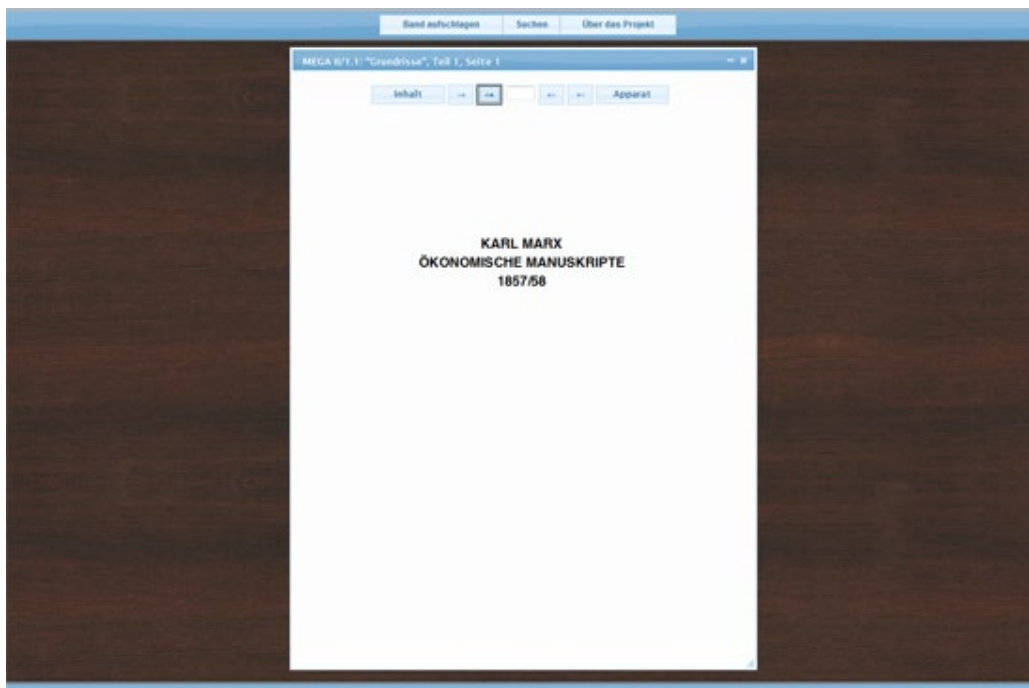 Band aufschlagen Suchen Über das Projekt
MEGA II/1.1: "Grundrisse", Teil 1, Seite 1
Inhalt → → ← ← Apparat
KARL MARX
ÖKONOMISCHE MANUSKRIPTE
1857/58